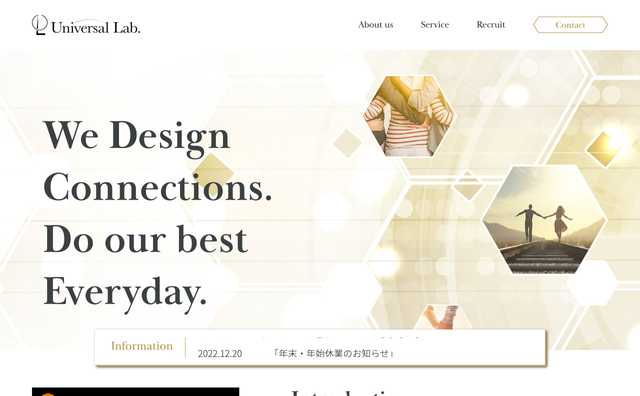 Universal Lab.
About us
Service
Recruit
Contact
We Design
Connections.
Do our best
Everyday.
Information
2022.12.20
「年末・年始休業のお知らせ」